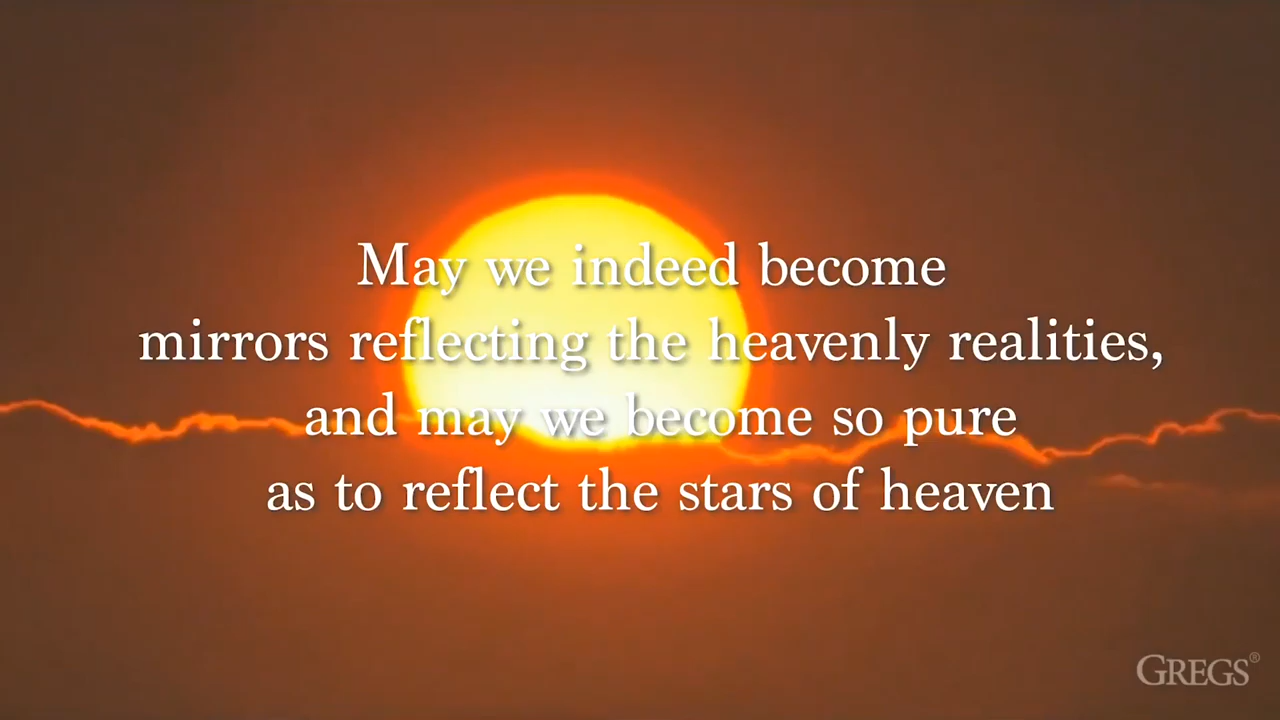 May we indeed become
mirrors reflecting the heavenly realities,
and may we become so pure
as to reflect the stars of heaven
GREGS®